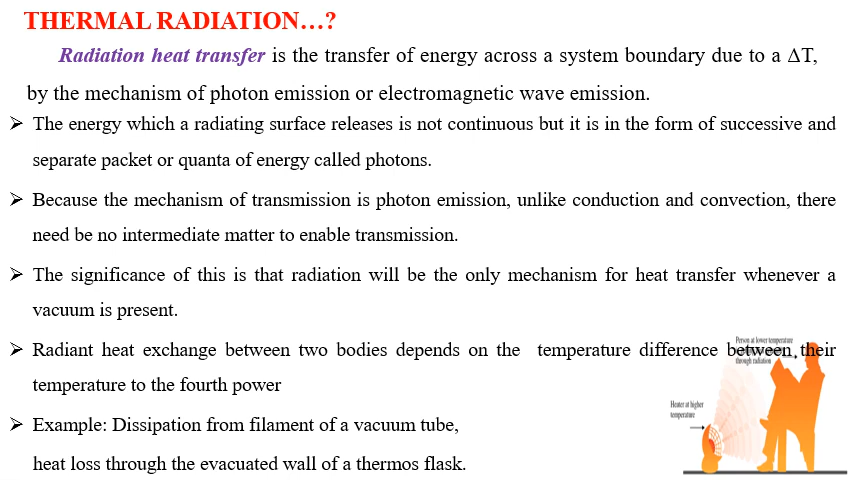 THERMAL RADIATION…?
Radiation heat transfer is the transfer of energy across a system boundary due to a ΔT,
by the mechanism of photon emission or electromagnetic wave emission.
➢ The energy which a radiating surface releases is not continuous but it is in the form of successive and
separate packet or quanta of energy called photons.
➢ Because the mechanism of transmission is photon emission, unlike conduction and convection, there
need be no intermediate matter to enable transmission.
➢ The significance of this is that radiation will be the only mechanism for heat transfer whenever a
vacuum is present.
➢ Radiant heat exchange between two bodies depends on the temperature difference between their
temperature to the fourth power
➢ Example: Dissipation from filament of a vacuum tube,
heat loss through the evacuated wall of a thermos flask.
Person at lower temperature
through radiation
Heater at higher
temperature